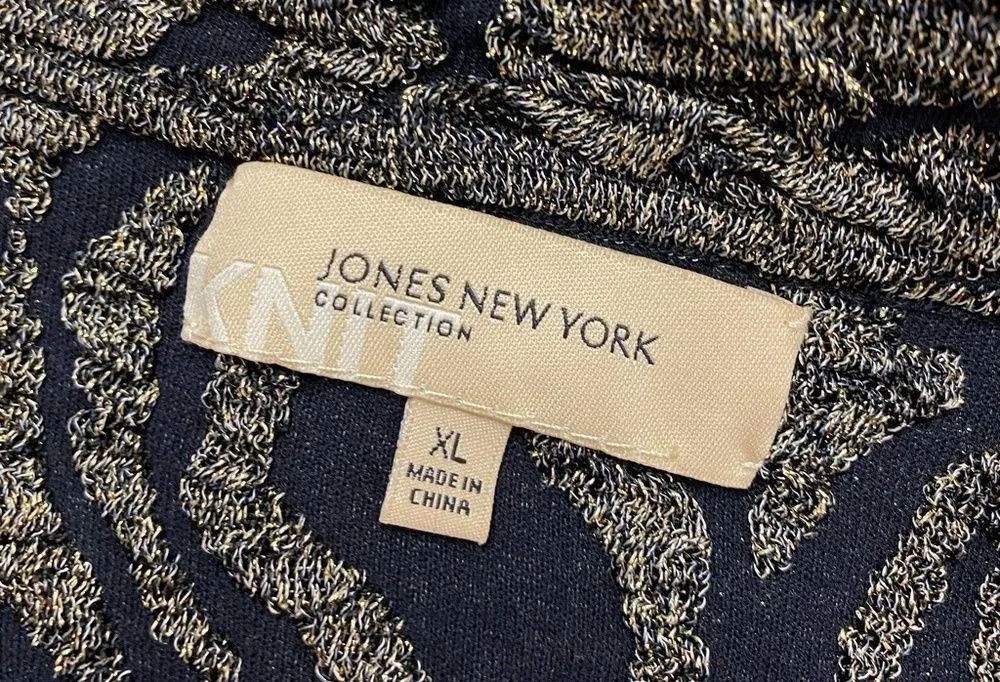 KNIT
JONES NEW YORK
COLLECTION
XL
MADE IN
CHINA